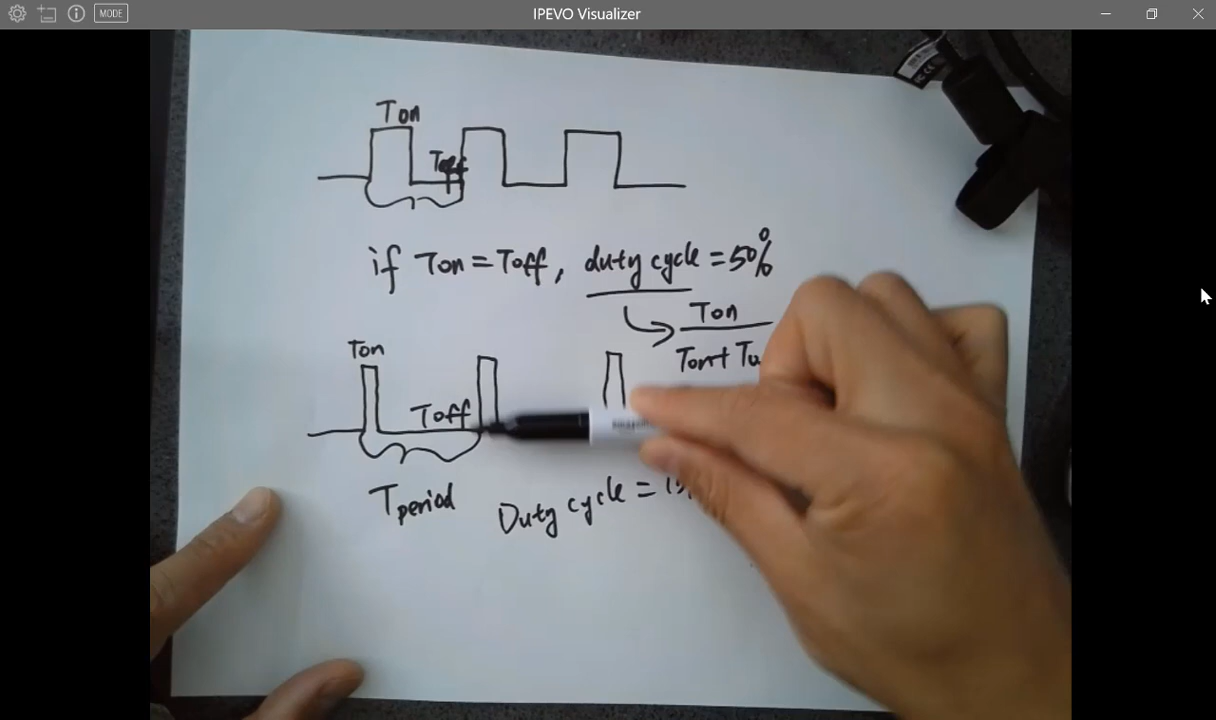 MODE
IPEVO Visualizer
Ton
Toff
if Ton = Toff, duty cycle = 50%
Ton
Ton + 
Ton
Toff
Tperiod
Duty cycle =